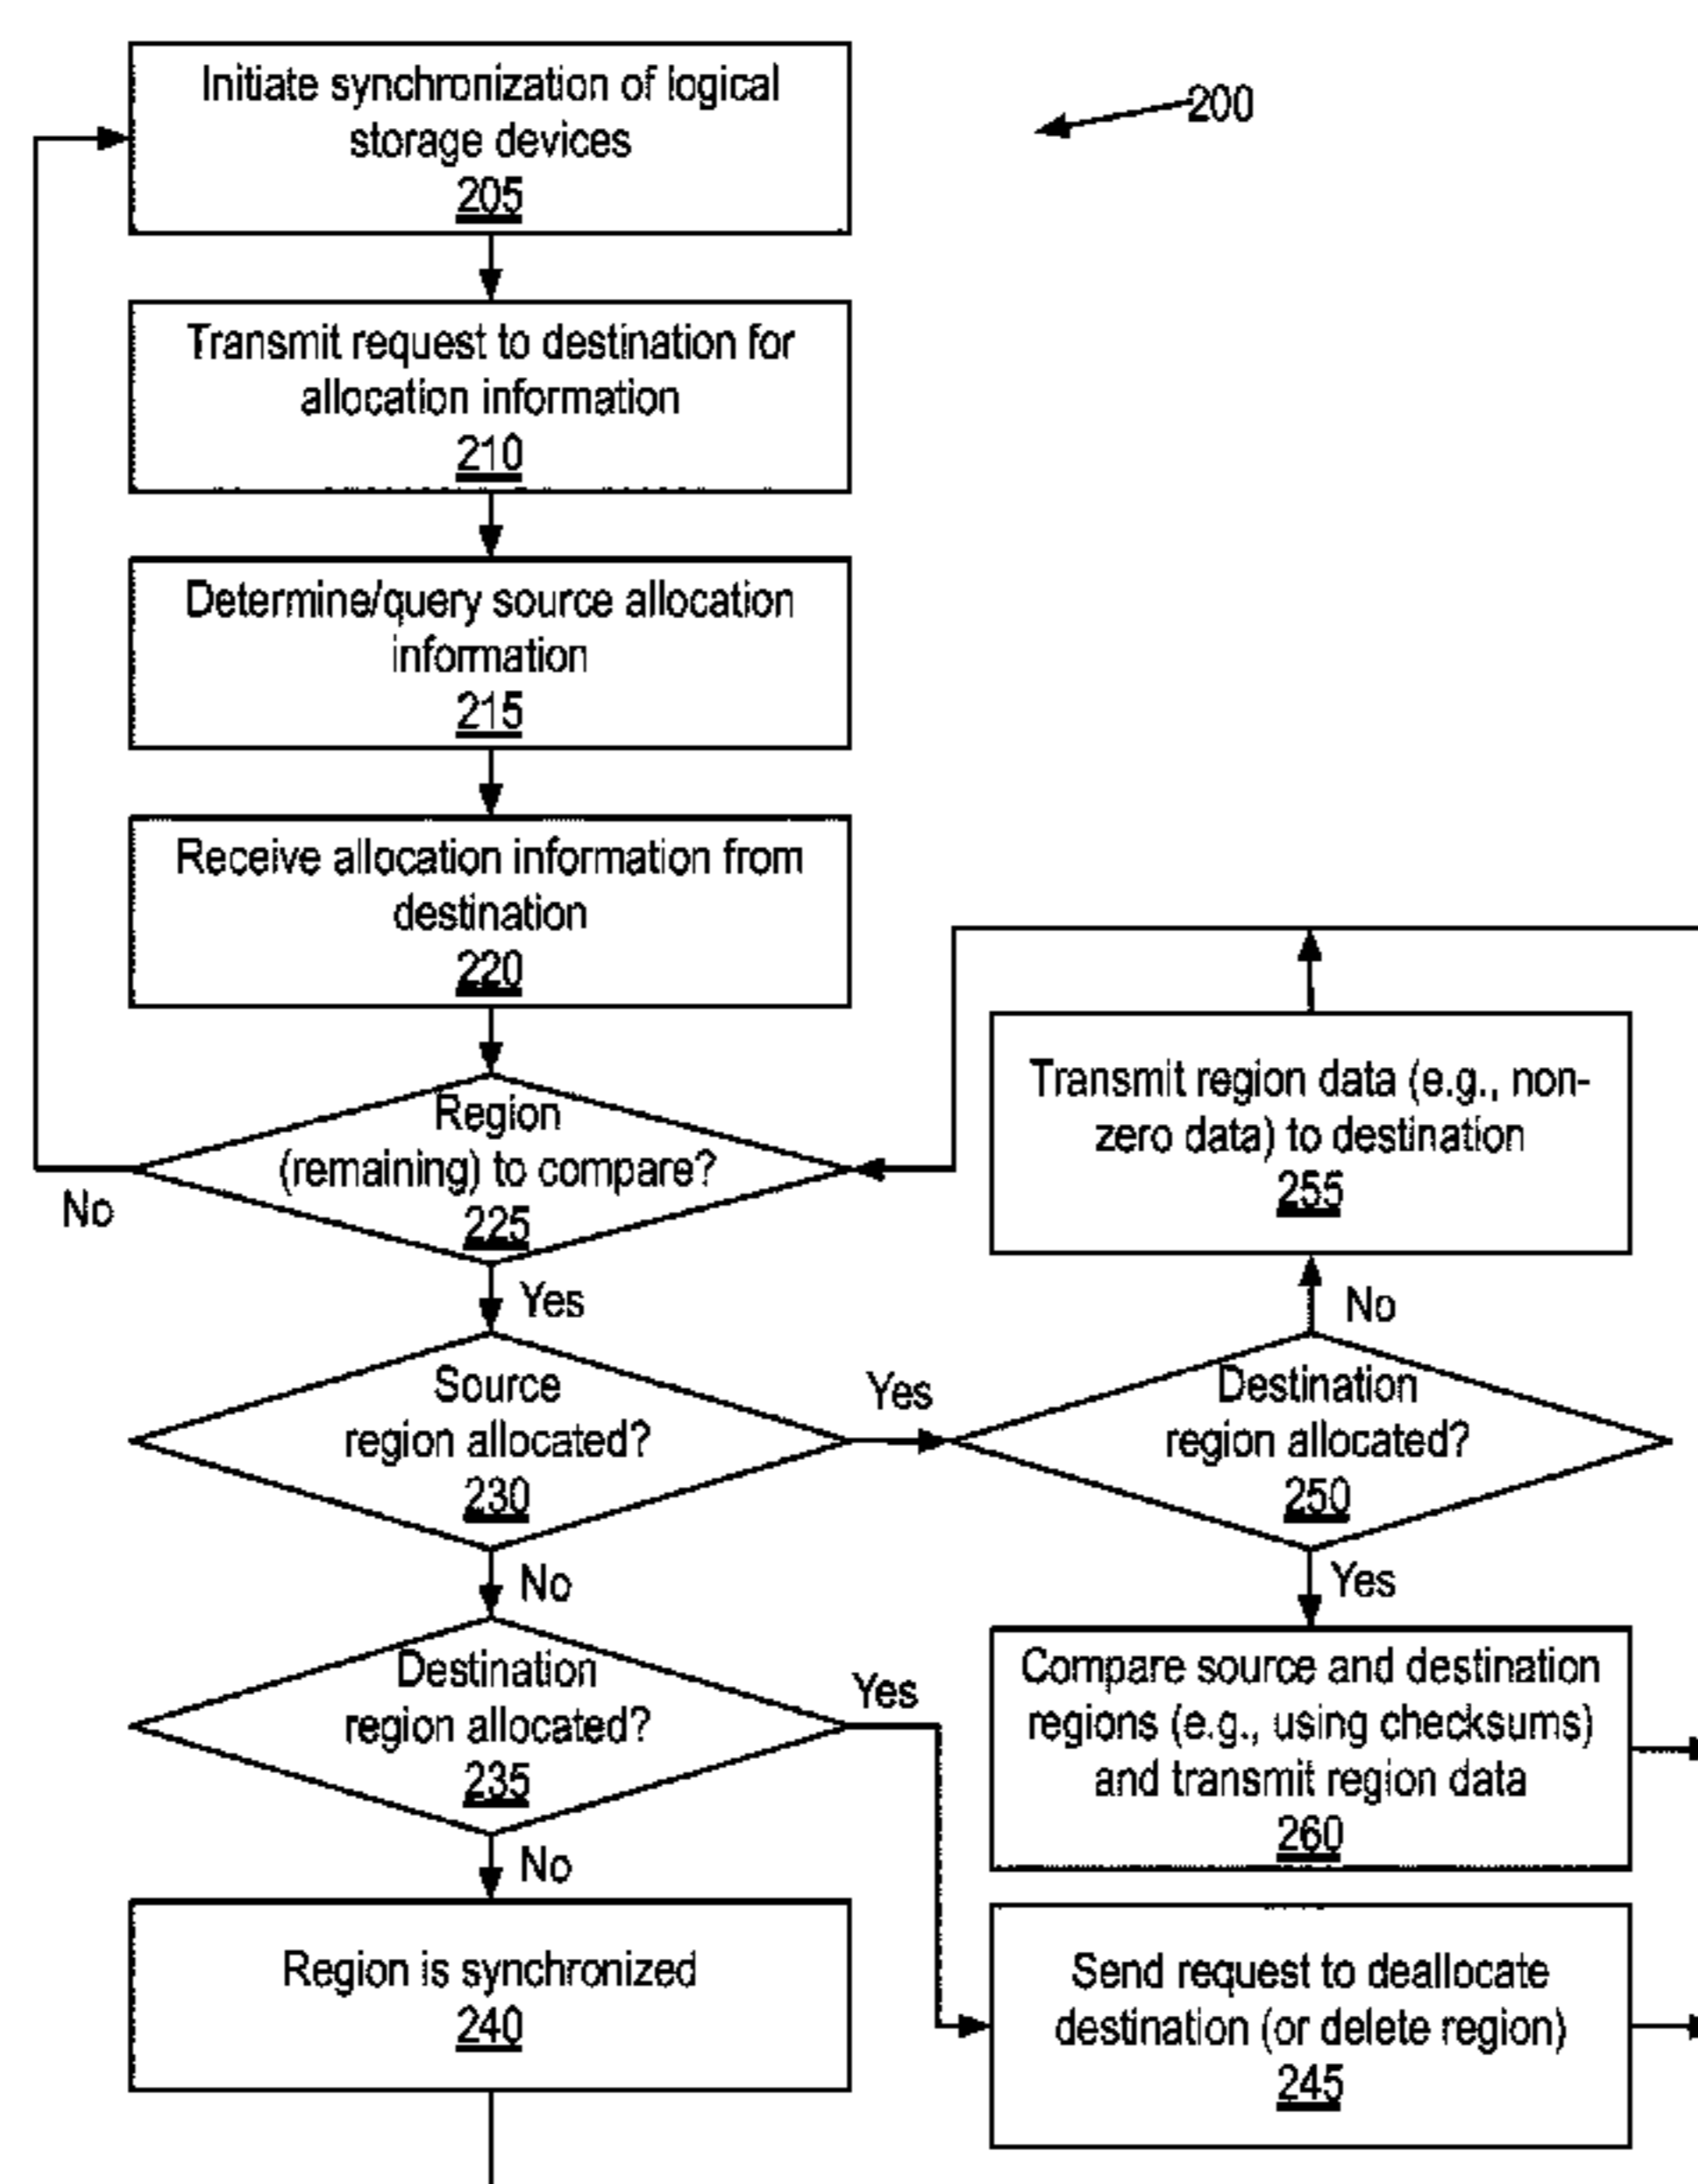 Initiate synchronization of logical
storage devices
205
200
Transmit request to destination for
allocation information
210
Determine/query source allocation
information
215
Receive allocation information from
destination
220
Region
(remaining) to compare?
225
No
Yes
Transmit region data (e.g., non-
zero data) to destination
255
No
Source
region allocated?
230
Yes
No
Destination
region allocated?
250
Yes
Destination
region allocated?
235
Yes
No
Compare source and destination
regions (e.g., using checksums)
and transmit region data
260
Region is synchronized
240
Send request to deallocate
destination (or delete region)
245